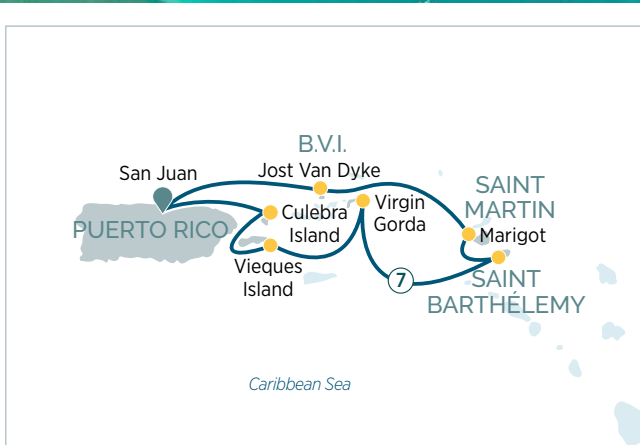 B.V.I.
San Juan
Jost Van Dyke
SAINT
MARTIN
Virgin
Gorda
Culebra
Island
PUERTO RICO
Marigot
Vieques
Island
7
SAINT
BARTHÉLEMY
Caribbean Sea